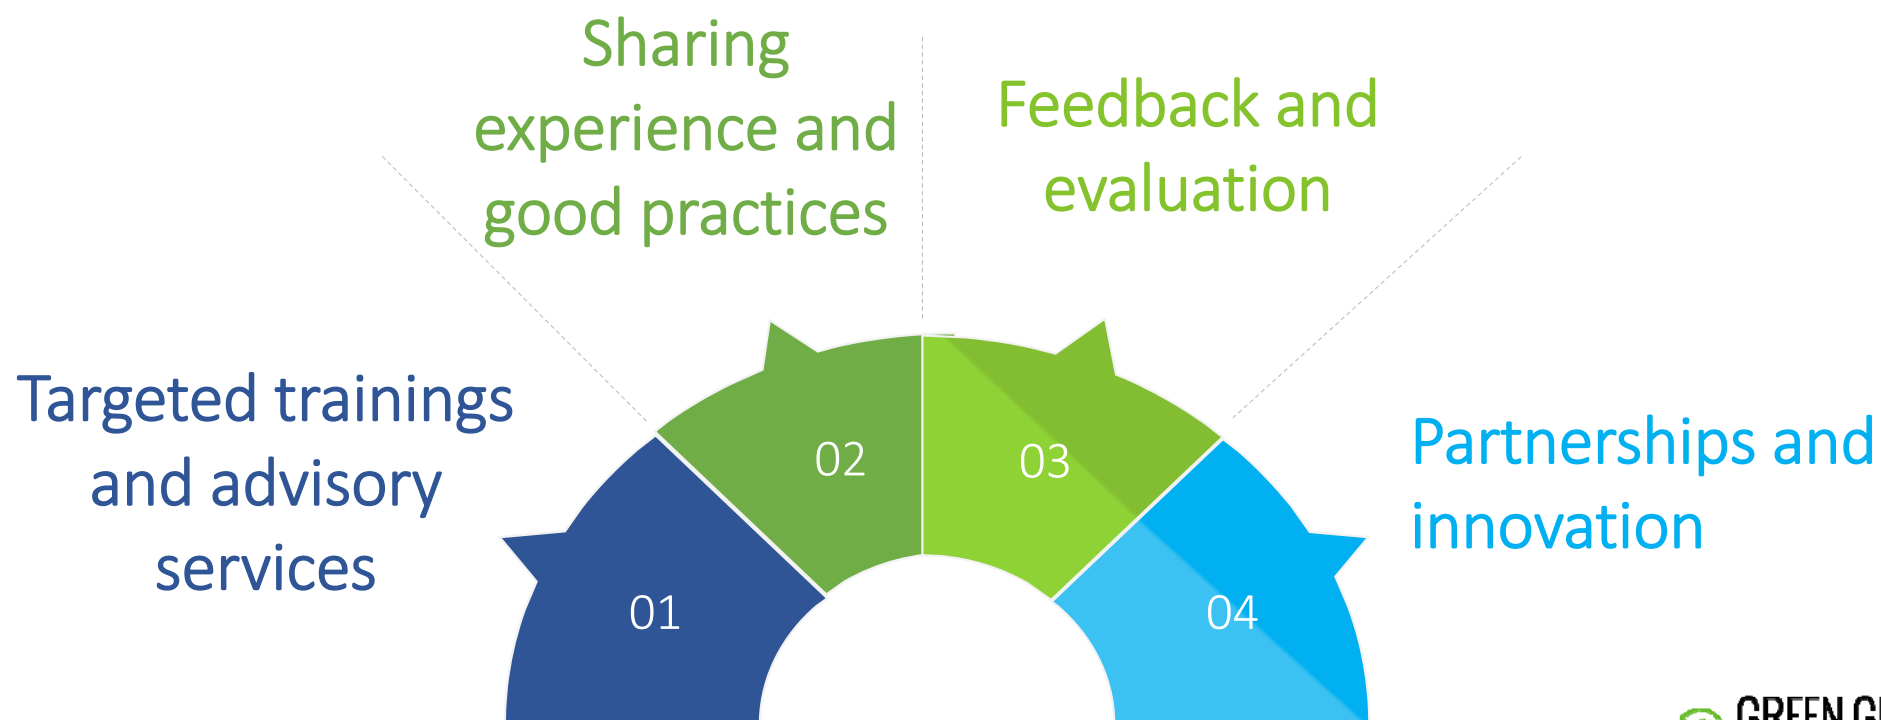 Sharing
experience and
good practices
Feedback and
evaluation
Targeted trainings
and advisory
services
Partnerships and
innovation
01
02
03
04
GREEN